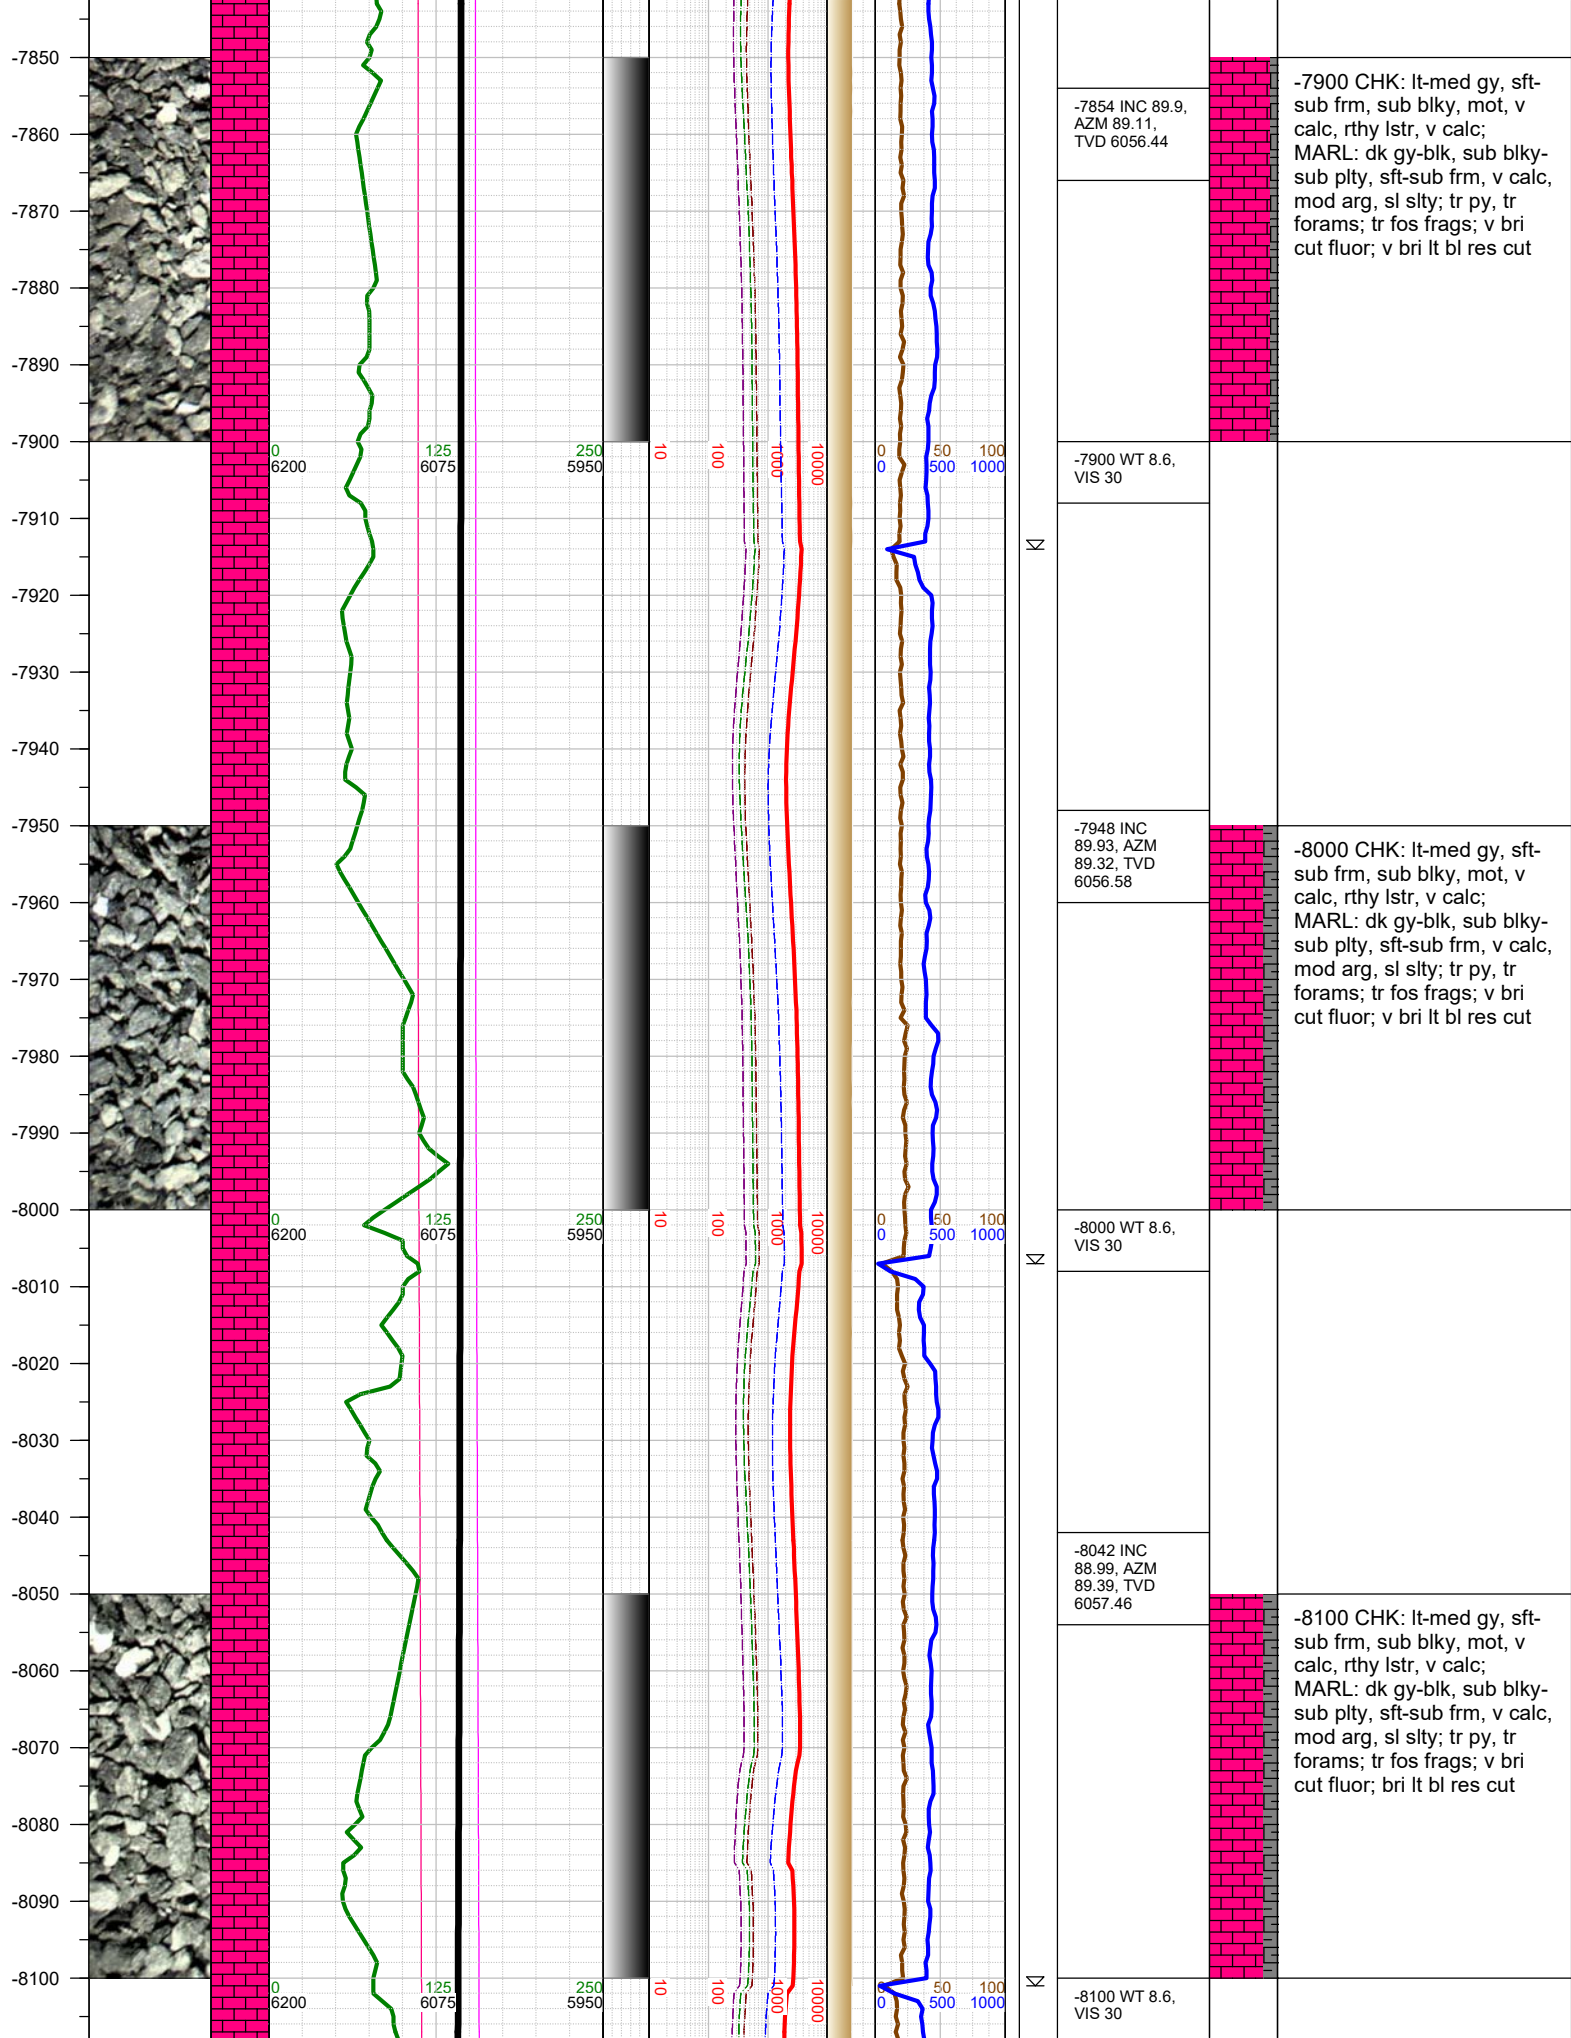 -7850
-7860
-7870
-7880
-7890
-7900
-7910
-7920
-7930
-7940
-7950
-7960
-7970
-7980
-7990
-8000
-8010
-8020
-8030
-8040
-8050
-8060
-8070
-8080
-8090
-8100
0 125 250
6200 6075 5950
10 100 1000 10000
0 50 100
0 500 1000
0 125 250
6200 6075 5950
10 100 1000 10000
0 50 100
0 500 1000
0 125 250
6200 6075 5950
10 100 1000 10000
0 50 100
0 500 1000
-7854 INC 89.9,
AZM 89.11,
TVD 6056.44
-7900 WT 8.6,
VIS 30
-7948 INC
89.93, AZM
89.32, TVD
6056.58
-8000 WT 8.6,
VIS 30
-8042 INC
88.99, AZM
89.39, TVD
6057.46
-8100 WT 8.6,
VIS 30
-7900 CHK: lt-med gy, sft-
sub frm, sub blky, mot, v
calc, rthy lstr, v calc;
MARL: dk gy-blk, sub blky-
sub plty, sft-sub frm, v calc,
mod arg, sl slty; tr py, tr
forams; tr fos frags; v bri
cut fluor; v bri lt bl res cut
-8000 CHK: lt-med gy, sft-
sub frm, sub blky, mot, v
calc, rthy lstr, v calc;
MARL: dk gy-blk, sub blky-
sub plty, sft-sub frm, v calc,
mod arg, sl slty; tr py, tr
forams; tr fos frags; v bri
cut fluor; v bri lt bl res cut
-8100 CHK: lt-med gy, sft-
sub frm, sub blky, mot, v
calc, rthy lstr, v calc;
MARL: dk gy-blk, sub blky-
sub plty, sft-sub frm, v calc,
mod arg, sl slty; tr py, tr
forams; tr fos frags; v bri
cut fluor; bri lt bl res cut